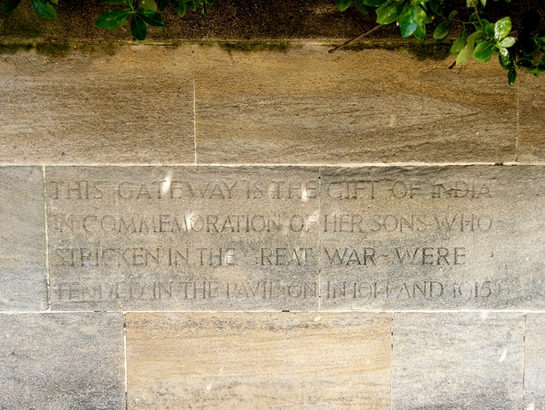 THIS GATEWAY IS THE GIFT OF INDIA
IN COMMEMORATION OF HER SONS WHO -
STRICKEN IN THE GREAT WAR - WERE
TENDED IN THE PAVILION IN 1914 AND 1915